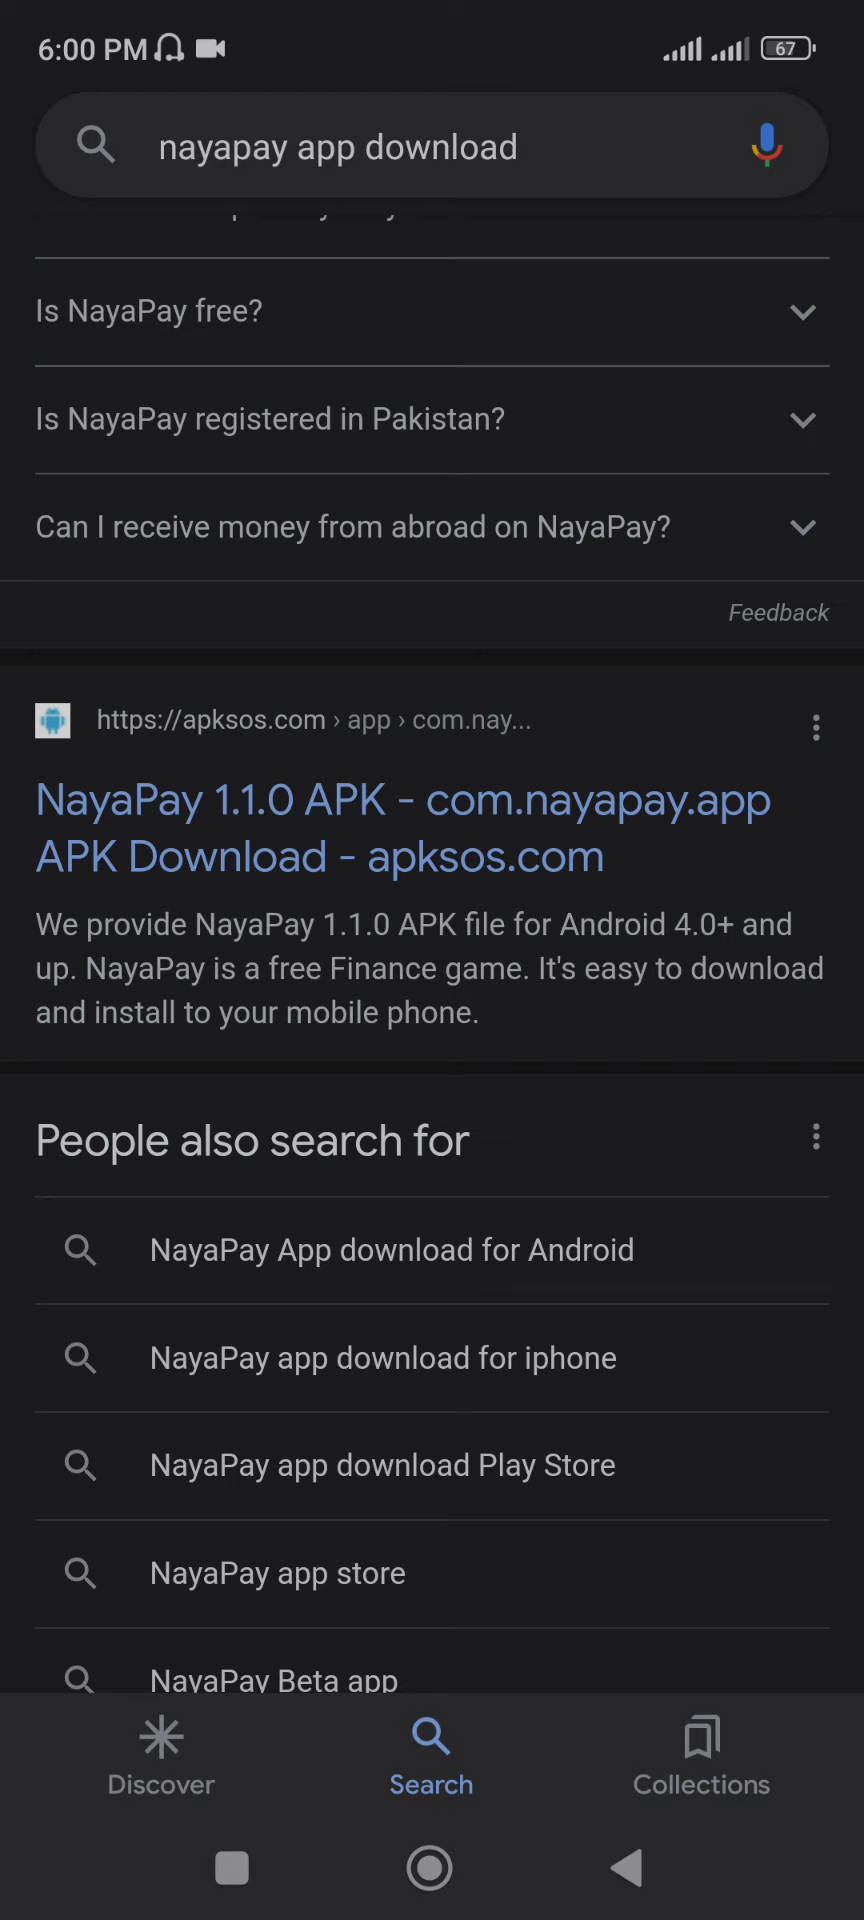 6:00 PM
67
nayapay app download
Is NayaPay free?
Is NayaPay registered in Pakistan?
Can I receive money from abroad on NayaPay?
Feedback
https://apksos.com › app › com.nay...
NayaPay 1.1.0 APK - com.nayapay.app
APK Download - apksos.com
We provide NayaPay 1.1.0 APK file for Android 4.0+ and
up. NayaPay is a free Finance game. It's easy to download
and install to your mobile phone.
People also search for
NayaPay App download for Android
NayaPay app download for iphone
NayaPay app download Play Store
NayaPay app store
NayaPay Beta app
Discover
Search
Collections